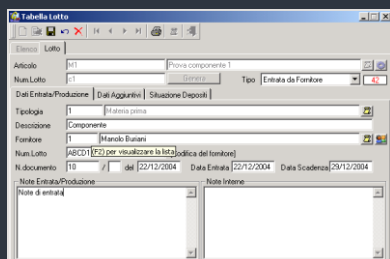 Tabella Lotto
Elenco Lotto
Articolo M1 Prova componente 1
Num.Lotto c1 Genera Tipo Entrata da Fornitore 42
Dati Entrata/Produzione Dati Aggiuntivi Situazione Depositi
Tipologia 1 Materia prima
Descrizione Componente
Fornitore 1 Manolo Buriani
Num.Lotto ABCD1 (F2) per visualizzare la lista odifica del fornitore]
N.documento 10 / del 22/12/2004 Data Entrata 22/12/2004 Data Scadenza 29/12/2004
Note Entrata/Produzione Note Interne
Note di entrata